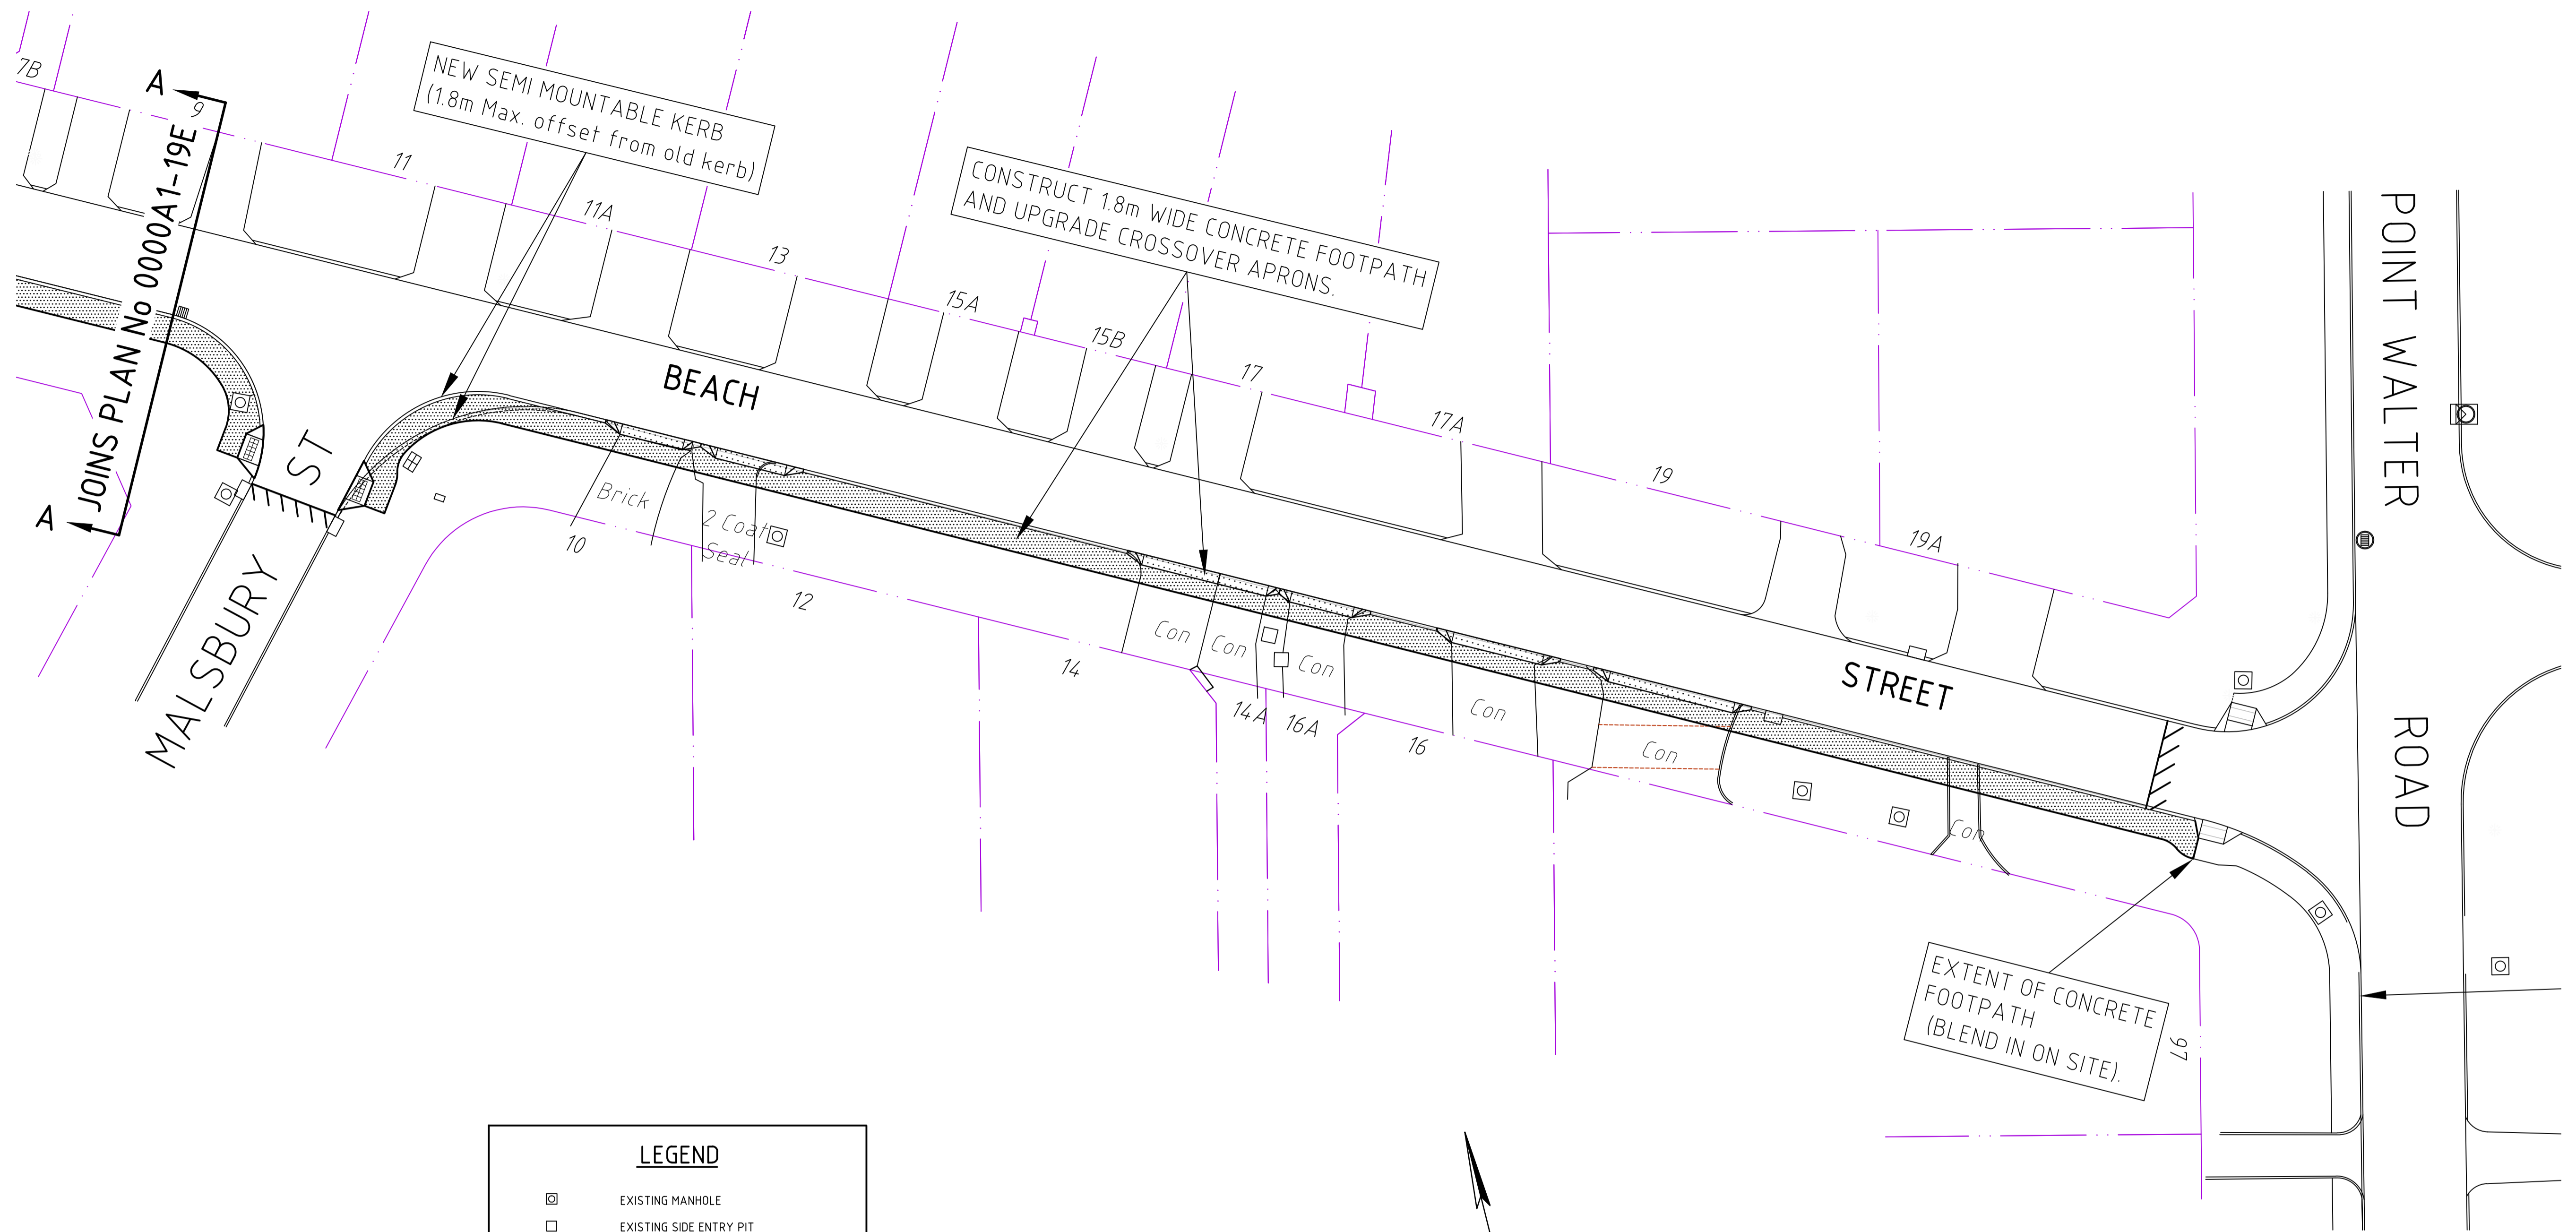 7B
A
9
JOINS PLAN No 0000A1-19E
A
NEW SEMI MOUNTABLE KERB
(1.8m Max. offset from old kerb)
11
11A
13
15A
15B
17
17A
19
19A
CONSTRUCT 1.8m WIDE CONCRETE FOOTPATH
AND UPGRADE CROSSOVER APRONS.
BEACH
STREET
POINT WALTER
ROAD
MALSBURY
ST
Brick
2 Coat
Seal
10
12
14
Con
Con
Con
14A
16A
16
Con
Con
Con
EXTENT OF CONCRETE
FOOTPATH
(BLEND IN ON SITE).
97
LEGEND
EXISTING MANHOLE
EXISTING SIDE ENTRY PIT